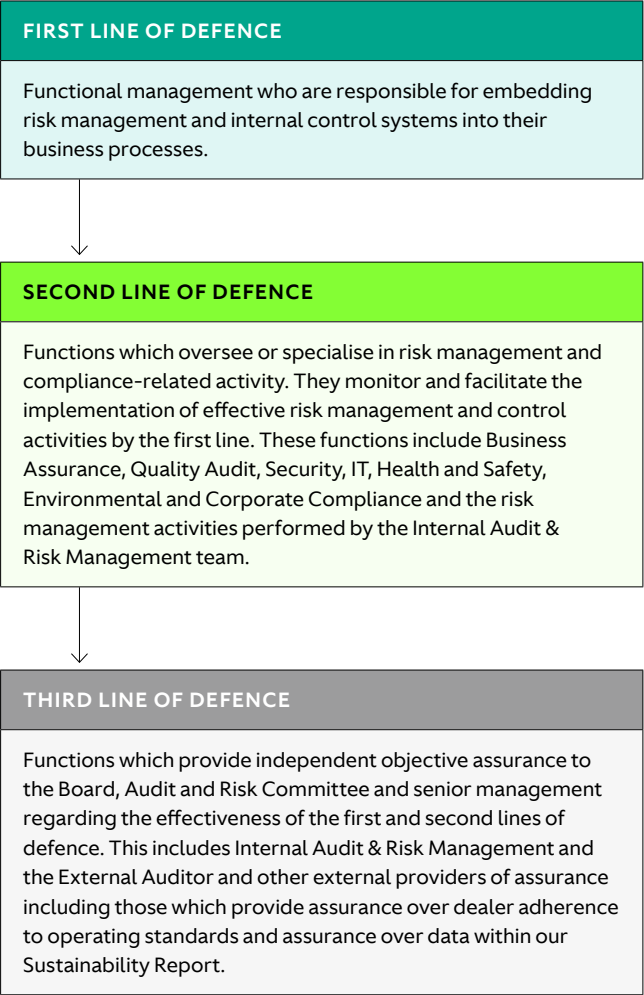 FIRST LINE OF DEFENCE
Functional management who are responsible for embedding
risk management and internal control systems into their
business processes.
SECOND LINE OF DEFENCE
Functions which oversee or specialise in risk management and
compliance-related activity. They monitor and facilitate the
implementation of effective risk management and control
activities by the first line. These functions include Business
Assurance, Quality Audit, Security, IT, Health and Safety,
Environmental and Corporate Compliance and the risk
management activities performed by the Internal Audit &
Risk Management team.
THIRD LINE OF DEFENCE
Functions which provide independent objective assurance to
the Board, Audit and Risk Committee and senior management
regarding the effectiveness of the first and second lines of
defence. This includes Internal Audit & Risk Management and
the External Auditor and other external providers of assurance
including those which provide assurance over dealer adherence
to operating standards and assurance over data within our
Sustainability Report.